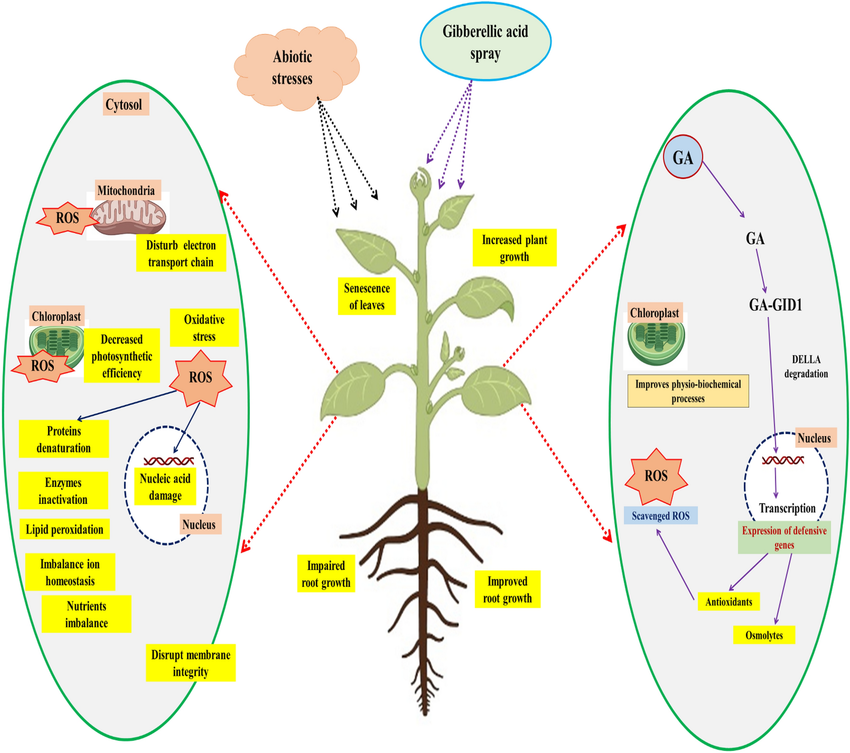 Abiotic
stresses
Gibberellic acid
spray
Cytosol
Mitochondria
ROS
Disturb electron
transport chain
Chloroplast
ROS
Decreased
photosynthetic
efficiency
Oxidative
stress
ROS
Proteins
denaturation
Nucleic acid
damage
Nucleus
Enzymes
inactivation
Lipid peroxidation
Imbalance ion
homeostasis
Nutrients
imbalance
Disrupt membrane
integrity
Senescence
of leaves
Increased plant
growth
Impaired
root growth
Improved
root growth
GA
GA
GA-GID1
Chloroplast
DELLA
degradation
Improves physio-biochemical
processes
Nucleus
ROS
Scavenged ROS
Transcription
Expression of defensive
genes
Antioxidants
Osmolytes